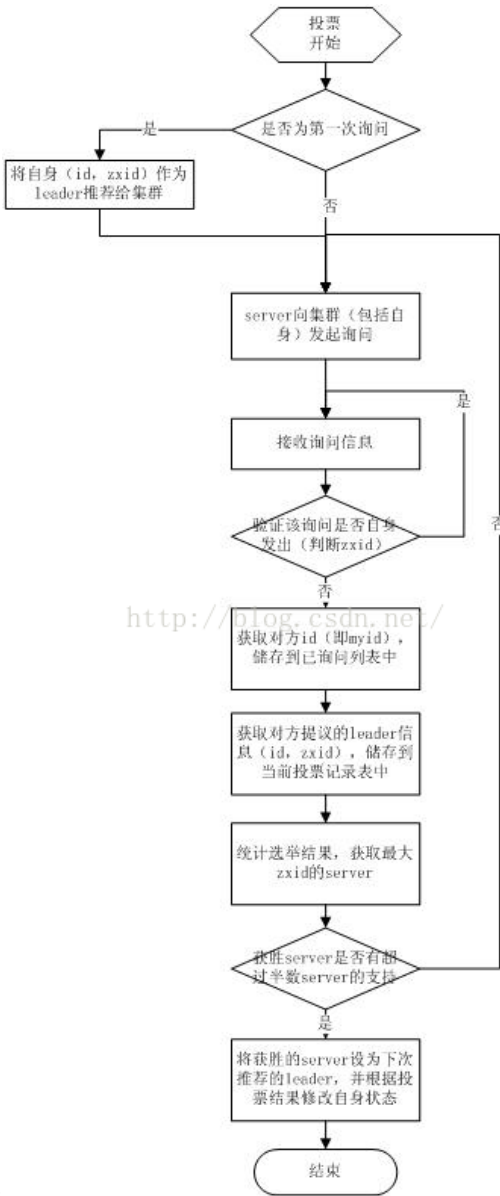 投票
开始
是否为第一次询问
是
将自身（id，zxid）作为
leader推荐给集群
否
server向集群（包括自
身）发起询问
是
接收询问信息
验证该询问是否自身
发出（判断zxid）
否
否
http://blog.csdn.net/
获取对方id（即myid），
储存到已询问列表中
获取对方提议的leader信
息（id，zxid），储存到
当前投票记录表中
统计选举结果，获取最大
zxid的server
获胜server是否有超
过半数server的支持
是
将获胜的server设为下次
推荐的leader，并根据投
票结果修改自身状态
结束